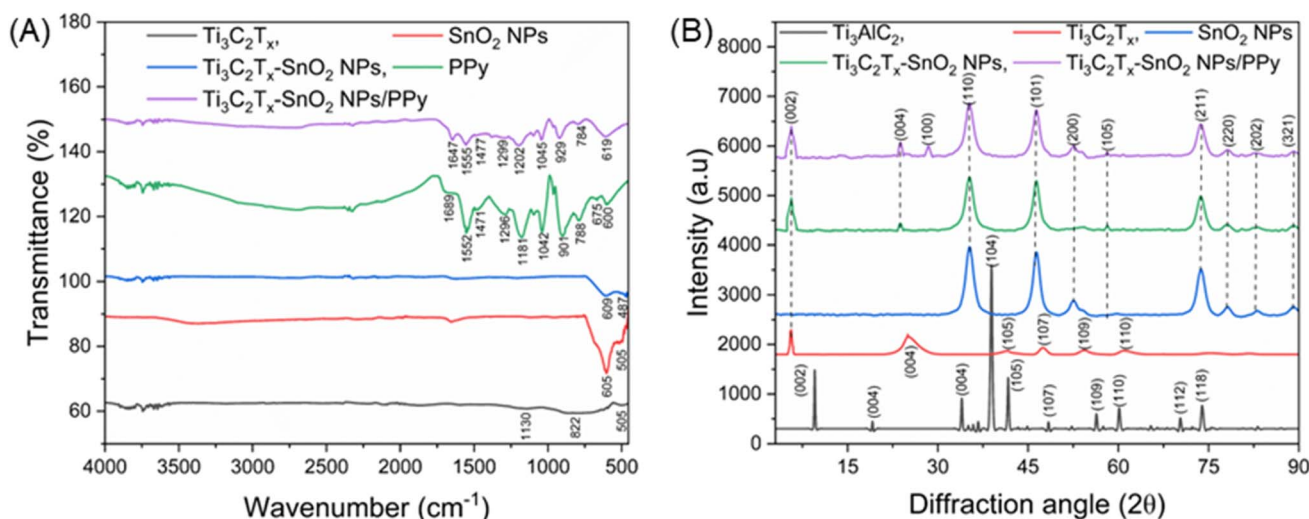 (A)
Ti₃C₂Tₓ, SnO₂ NPs
Ti₃C₂Tₓ-SnO₂ NPs, PPy
Ti₃C₂Tₓ-SnO₂ NPs/PPy
Transmittance (%)
180
160
140
120
100
80
60
1647 1555 1477 1299 1202 1045 929 784 619
1689 1552 1471 1296 1181 1042 901 788 675 600
609 487
605 505
1130 822 505
4000 3500 3000 2500 2000 1500 1000 500
Wavenumber (cm⁻¹)
(B)
Ti₃AlC₂, Ti₃C₂Tₓ, SnO₂ NPs
Ti₃C₂Tₓ-SnO₂ NPs, Ti₃C₂Tₓ-SnO₂ NPs/PPy
Intensity (a.u)
8000
7000
6000
5000
4000
3000
2000
1000
0
(002) (004) (100) (110) (101) (200) (105) (211) (220) (202) (321)
(104)
(004) (105) (107) (109) (110)
(002) (004) (004) (105) (107) (109) (110) (112) (118)
15 30 45 60 75 90
Diffraction angle (2θ)